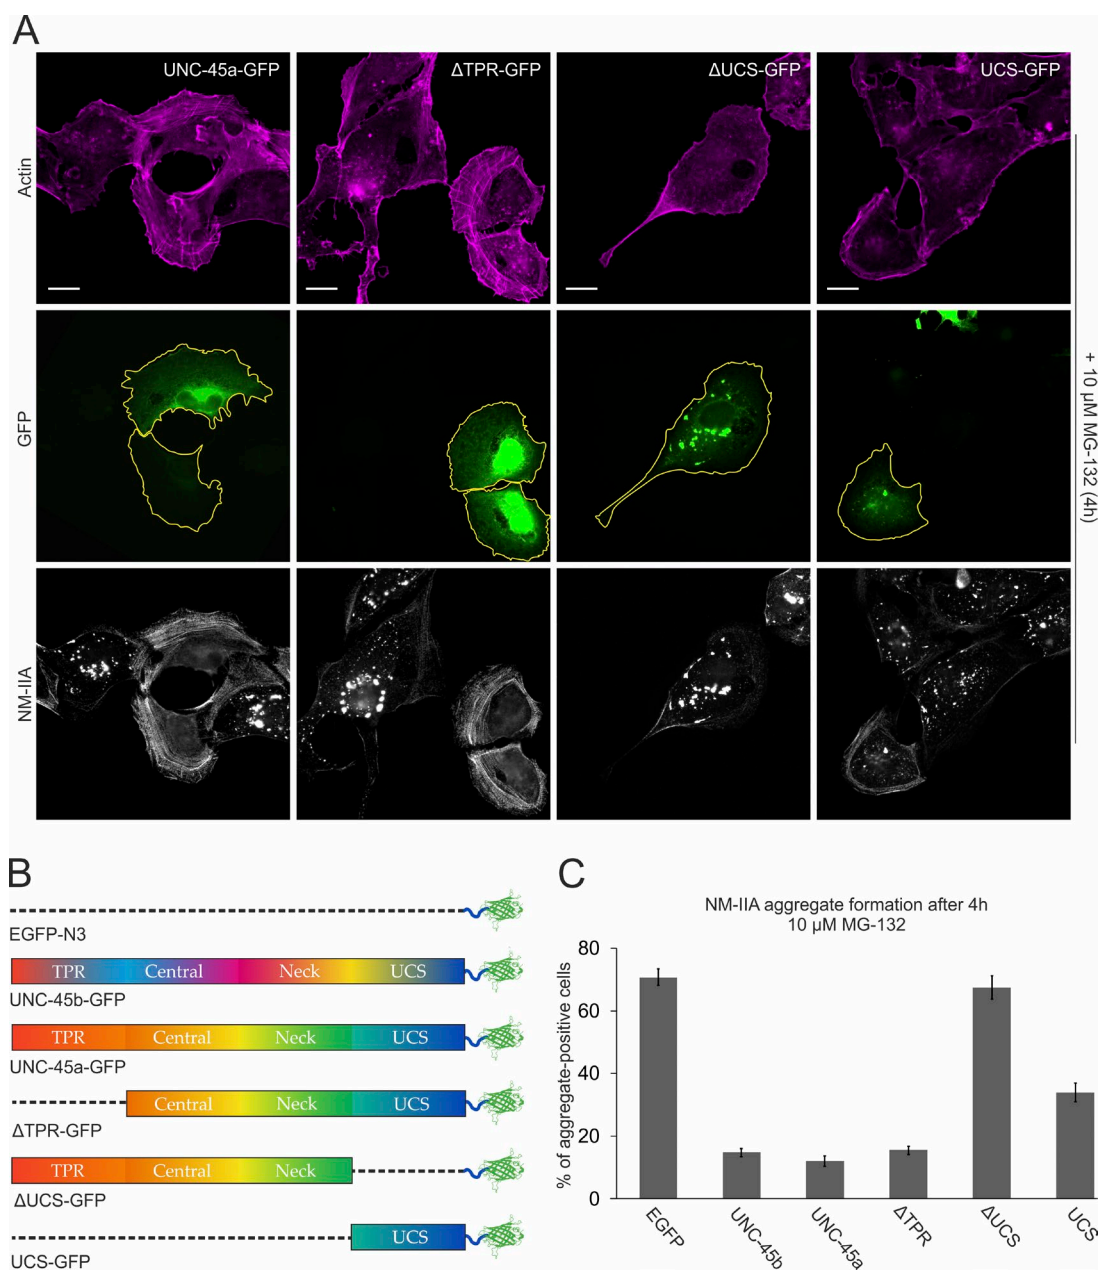 A
UNC-45a-GFP
ΔTPR-GFP
ΔUCS-GFP
UCS-GFP
Actin
GFP
NM-IIA
+ 10 μM MG-132 (4h)
B
EGFP-N3
TPR Central Neck UCS
UNC-45b-GFP
TPR Central Neck UCS
UNC-45a-GFP
Central Neck UCS
ΔTPR-GFP
TPR Central Neck
ΔUCS-GFP
UCS
UCS-GFP
C
NM-IIA aggregate formation after 4h
10 μM MG-132
% of aggregate-positive cells
80
60
40
20
0
EGFP
UNC-45b
UNC-45a
ΔTPR
ΔUCS
UCS